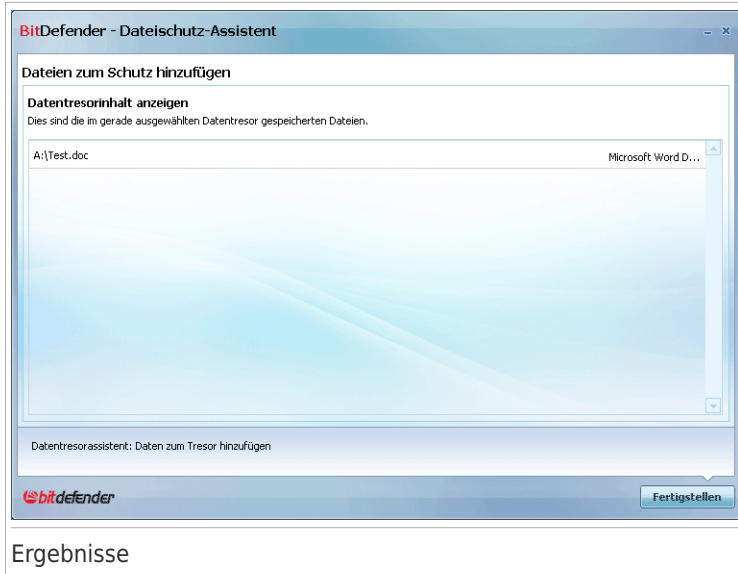 BitDefender - Dateischutz-Assistent
Dateien zum Schutz hinzufügen
Datentresorinhalt anzeigen
Dies sind die im gerade ausgewählten Datentresor gespeicherten Dateien.
A:\Test.doc Microsoft Word D...
Datentresorassistent: Daten zum Tresor hinzufügen
bitdefender Fertigstellen
Ergebnisse